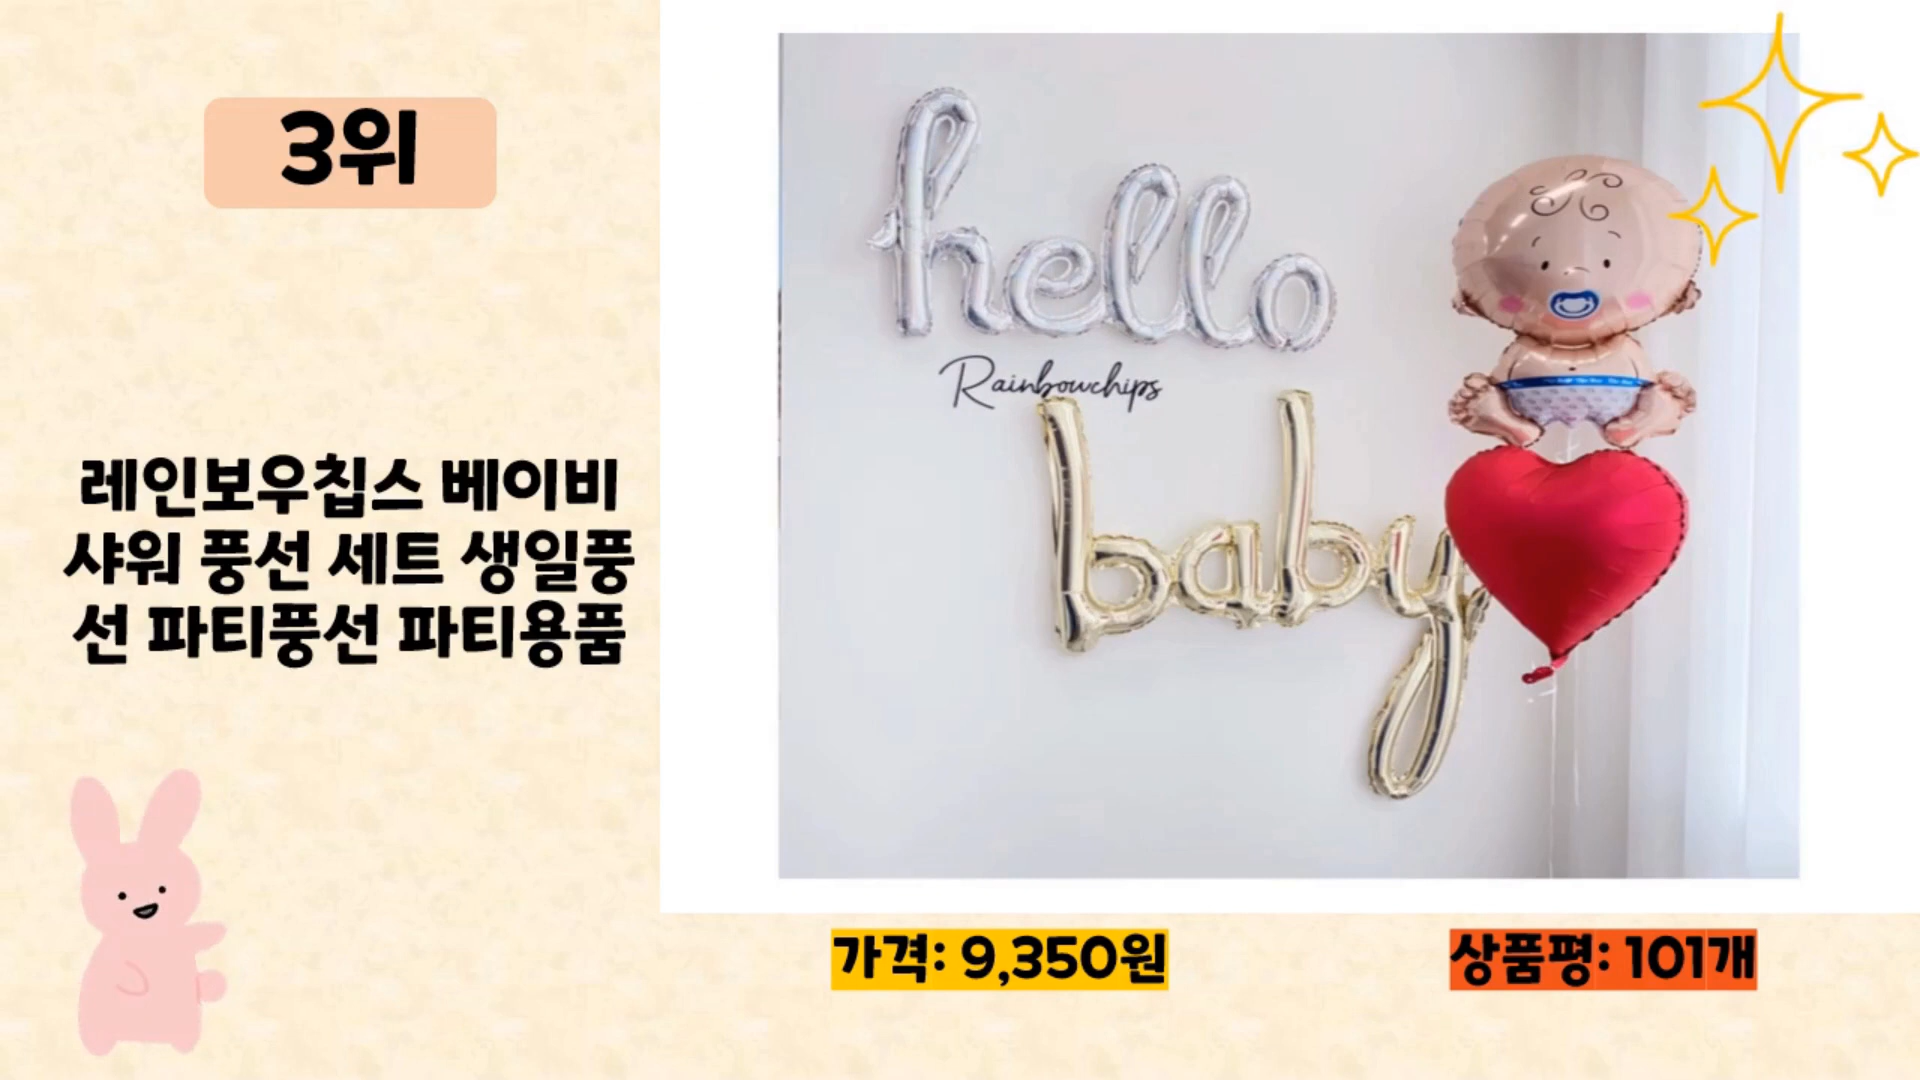 3위
레인보우칩스 베이비
샤워 풍선 세트 생일풍
선 파티풍선 파티용품
hello
Rainbowchips
baby
가격: 9,350원
상품평: 101개